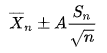 X̅ₙ ± A Sₙ/√n